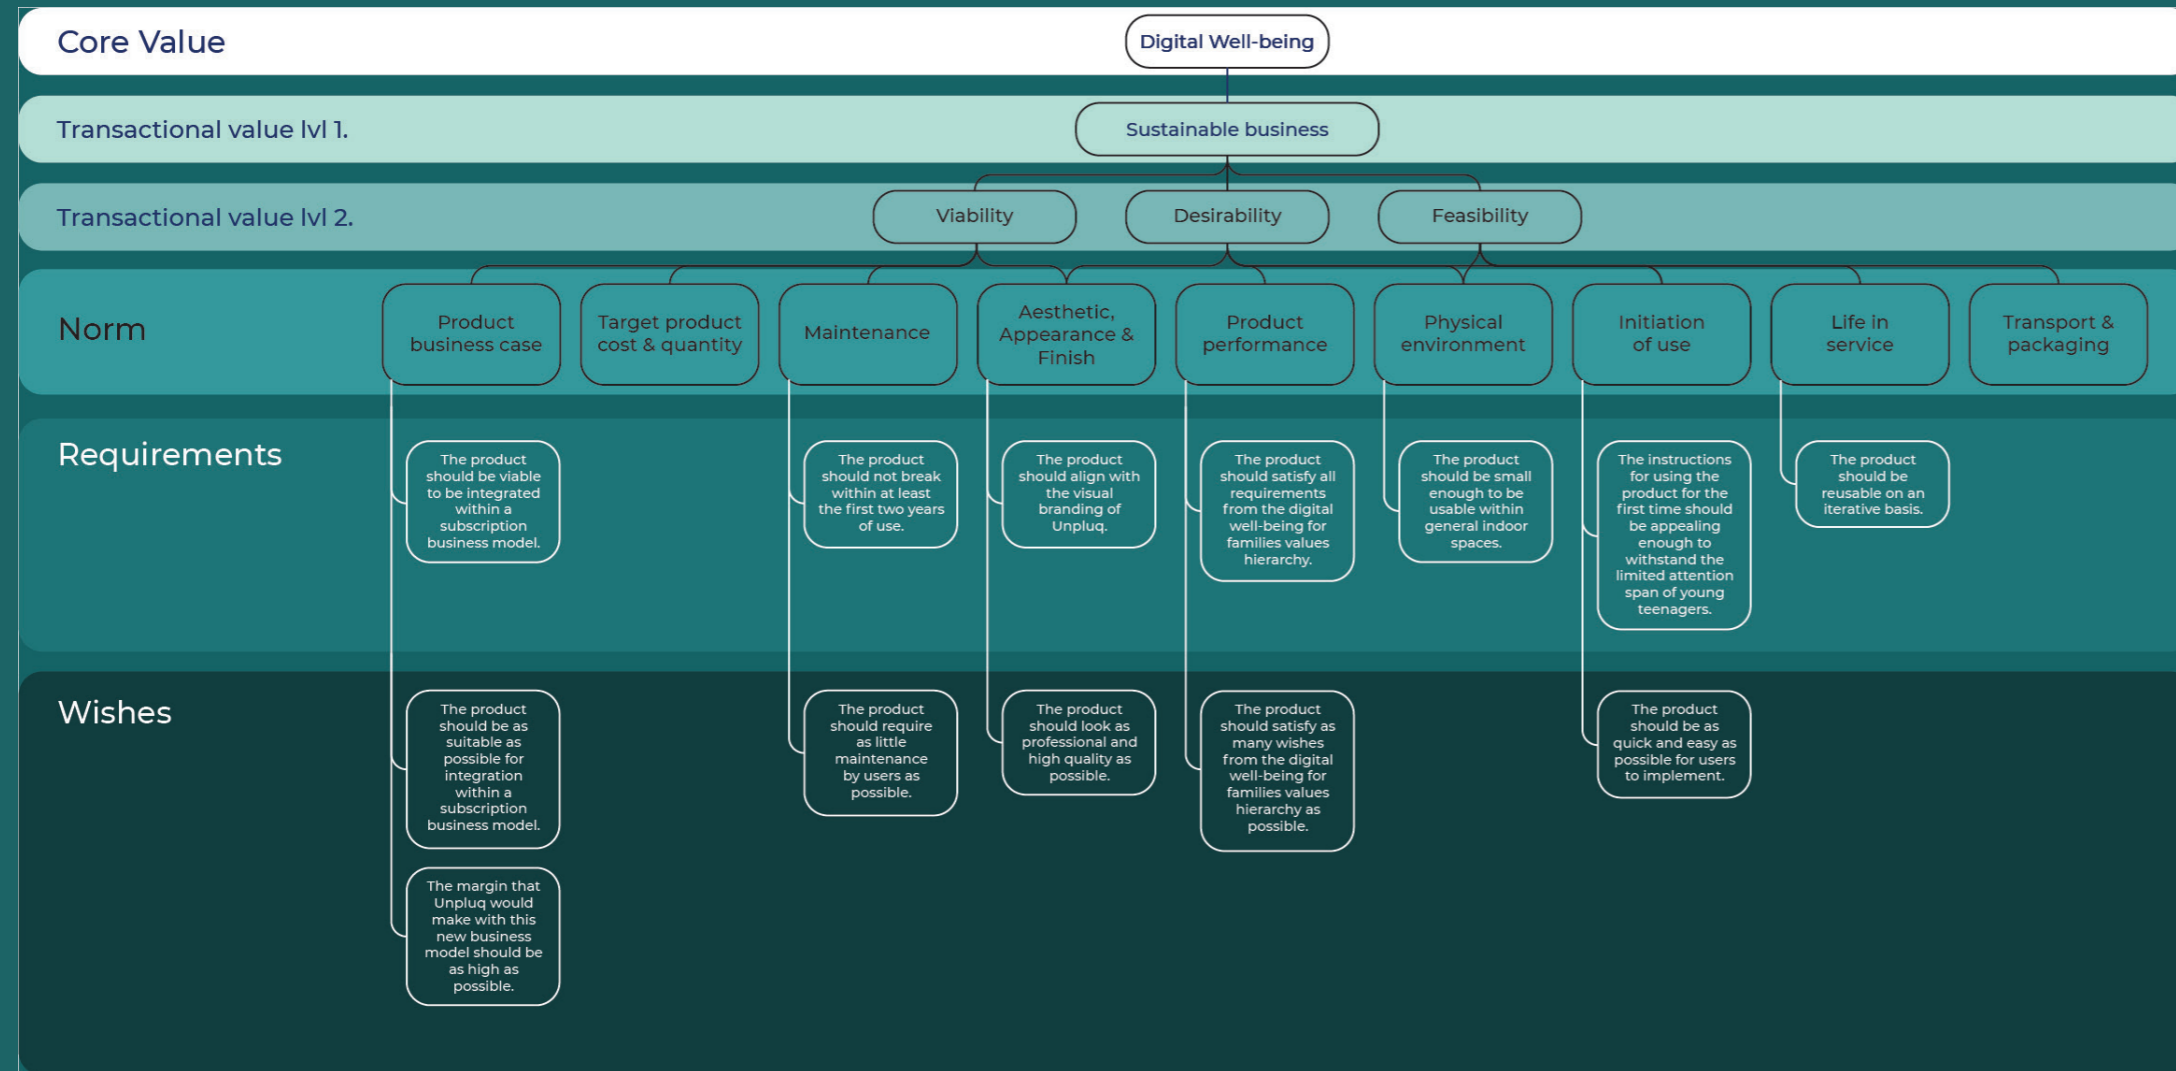 Core Value
Digital Well-being
Transactional value lvl 1.
Sustainable business
Transactional value lvl 2.
Viability
Desirability
Feasibility
Norm
Product
business case
Target product
cost & quantity
Maintenance
Aesthetic,
Appearance &
Finish
Product
performance
Physical
environment
Initiation
of use
Life in
service
Transport &
packaging
Requirements
The product
should be viable
to be integrated
within a
subscription
business model.
The product
should not break
within at least
the first two years
of use.
The product
should align with
the visual
branding of
Unpluq.
The product
should satisfy all
requirements
from the digital
well-being for
families values
hierarchy.
The product
should be small
enough to be
usable within
general indoor
spaces.
The instructions
for using the
product for the
first time should
be appealing
enough to
withstand the
limited attention
span of young
teenagers.
The product
should be
reusable on an
iterative basis.
Wishes
The product
should be as
suitable as
possible for
integration
within a
subscription
business model.
The product
should require
as little
maintenance
by users as
possible.
The product
should look as
professional and
high quality as
possible.
The product
should satisfy as
many wishes
from the digital
well-being for
families values
hierarchy as
possible.
The product
should be as
quick and easy as
possible for users
to implement.
The margin that
Unpluq would
make with this
new business
model should be
as high as
possible.